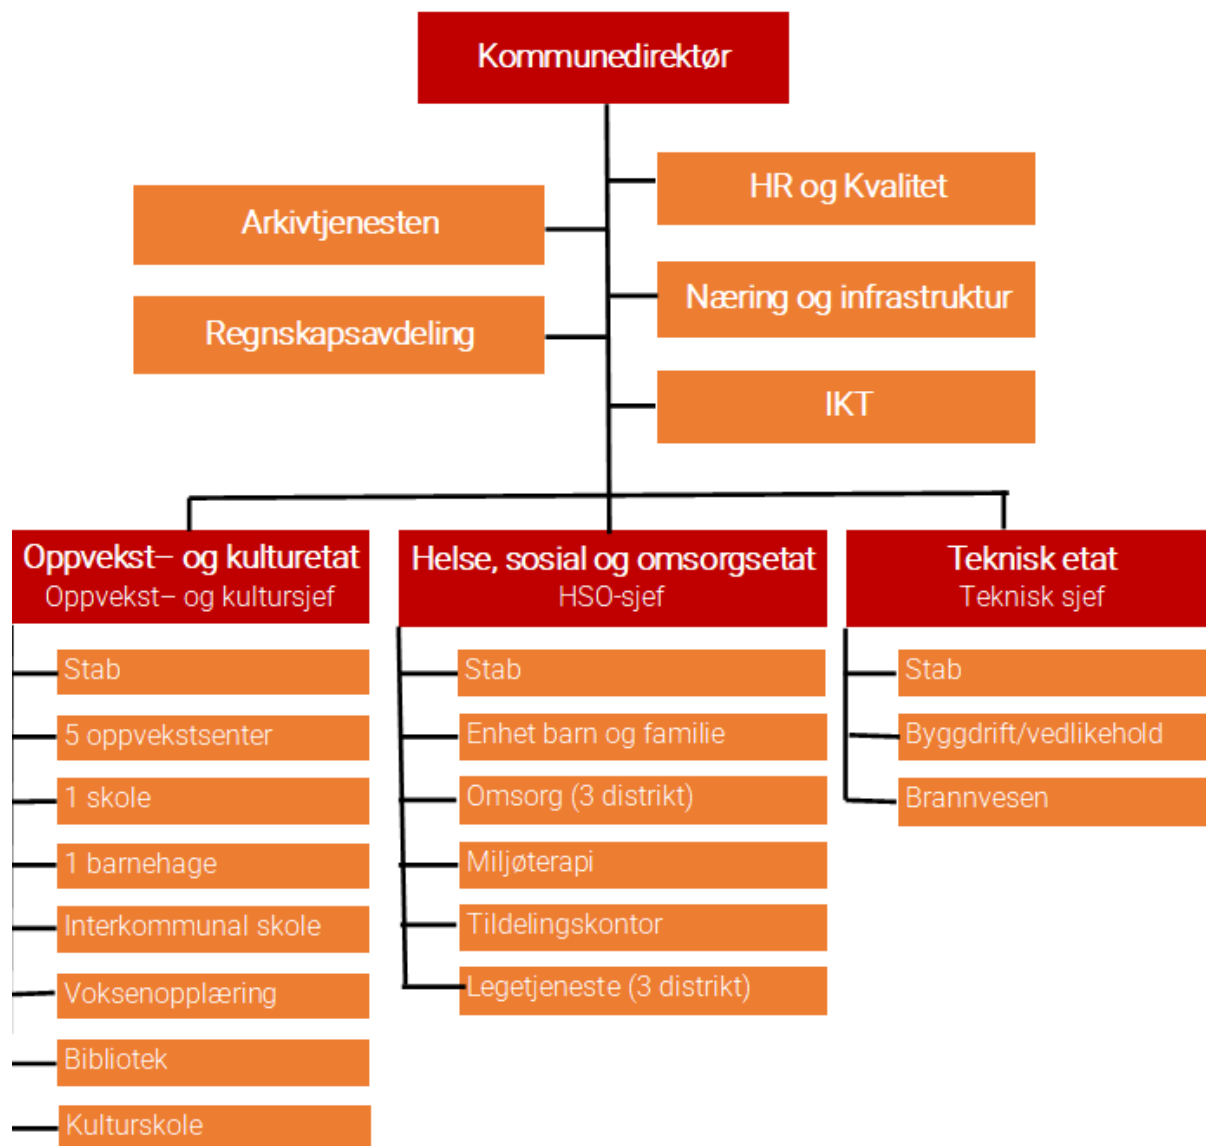 Kommunedirektør
HR og Kvalitet
Arkivtjenesten
Næring og infrastruktur
Regnskapsavdeling
IKT
Oppvekst– og kulturetat
Oppvekst– og kultursjef
Stab
5 oppvekstsenter
1 skole
1 barnehage
Interkommunal skole
Voksenopplæring
Bibliotek
Kulturskole
Helse, sosial og omsorgsetat
HSO-sjef
Stab
Enhet barn og familie
Omsorg (3 distrikt)
Miljøterapi
Tildelingskontor
Legetjeneste (3 distrikt)
Teknisk etat
Teknisk sjef
Stab
Byggdrift/vedlikehold
Brannvesen